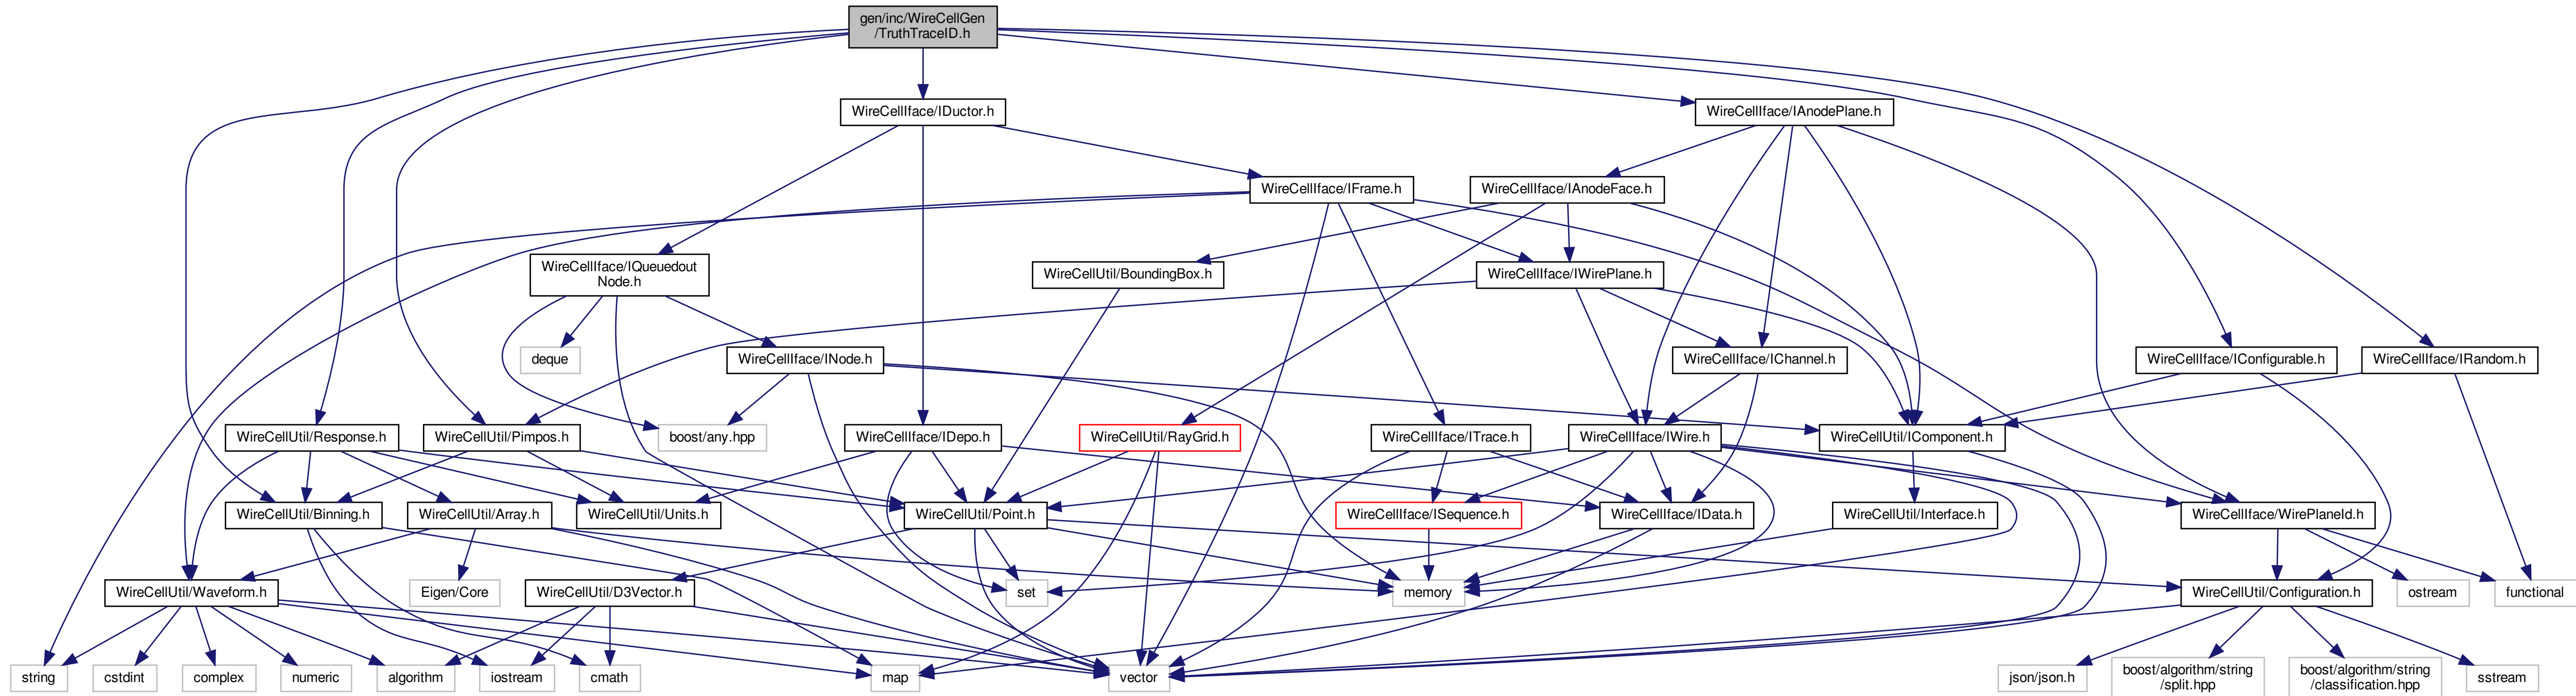 gen/inc/WireCellGen
/TruthTraceID.h
WireCellIface/IDuctor.h
WireCellIface/IAnodePlane.h
WireCellIface/IFrame.h
WireCellIface/IAnodeFace.h
WireCellIface/IQueuedout
Node.h
WireCellUtil/BoundingBox.h
WireCellIface/IWirePlane.h
deque
WireCellIface/INode.h
WireCellIface/IChannel.h
WireCellIface/IConfigurable.h
WireCellIface/IRandom.h
WireCellUtil/Response.h
WireCellUtil/Pimpos.h
boost/any.hpp
WireCellIface/IDepo.h
WireCellUtil/RayGrid.h
WireCellIface/ITrace.h
WireCellIface/IWire.h
WireCellUtil/IComponent.h
WireCellUtil/Binning.h
WireCellUtil/Array.h
WireCellUtil/Units.h
WireCellUtil/Point.h
WireCellIface/ISequence.h
WireCellIface/IData.h
WireCellUtil/Interface.h
WireCellIface/WirePlaneId.h
WireCellUtil/Waveform.h
Eigen/Core
WireCellUtil/D3Vector.h
set
memory
WireCellUtil/Configuration.h
ostream
functional
string
cstdint
complex
numeric
algorithm
iostream
cmath
map
vector
json/json.h
boost/algorithm/string
/split.hpp
boost/algorithm/string
/classification.hpp
sstream